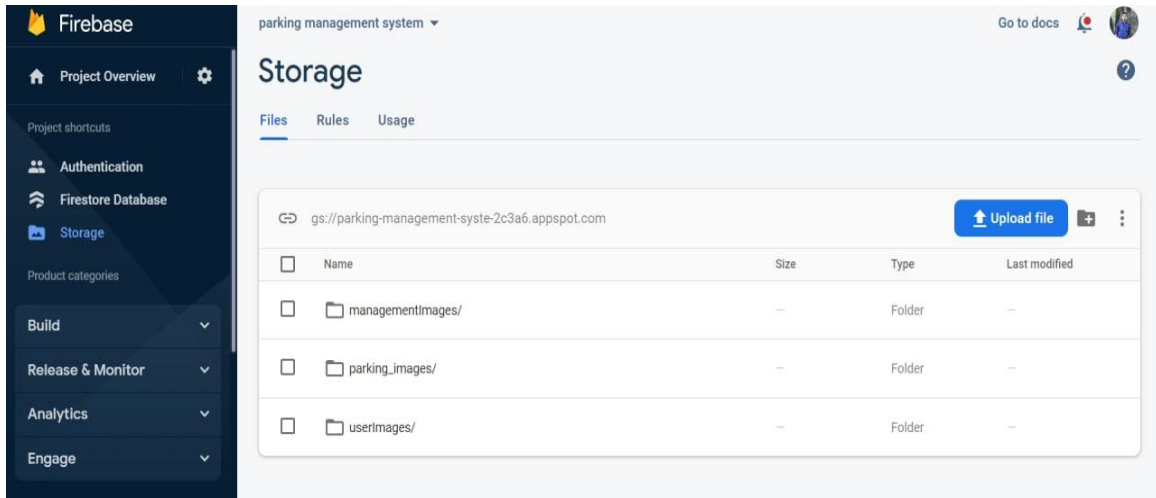 Firebase
Project Overview
Project shortcuts
Authentication
Firestore Database
Storage
Product categories
Build
Release & Monitor
Analytics
Engage
parking management system
Go to docs
Storage
Files Rules Usage
gs://parking-management-syste-2c3a6.appspot.com
Upload file
Name Size Type Last modified
managementImages/ – Folder –
parking_images/ – Folder –
userImages/ – Folder –